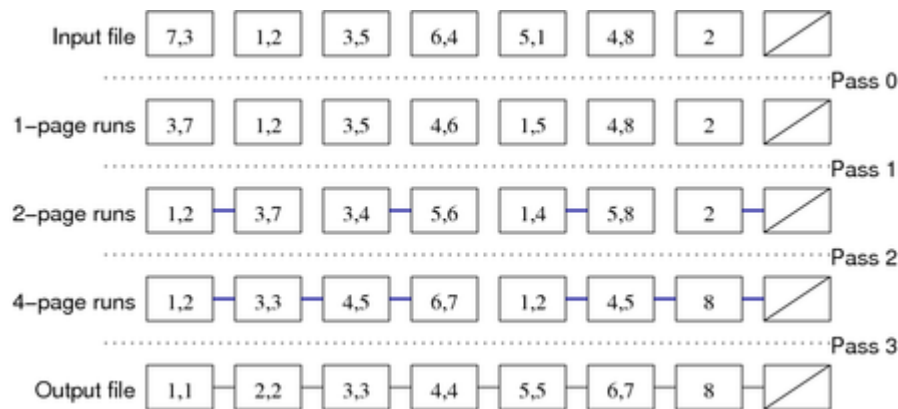 Input file 7,3 1,2 3,5 6,4 5,1 4,8 2
Pass 0
1-page runs 3,7 1,2 3,5 4,6 1,5 4,8 2
Pass 1
2-page runs 1,2 3,7 3,4 5,6 1,4 5,8 2
Pass 2
4-page runs 1,2 3,3 4,5 6,7 1,2 4,5 8
Pass 3
Output file 1,1 2,2 3,3 4,4 5,5 6,7 8